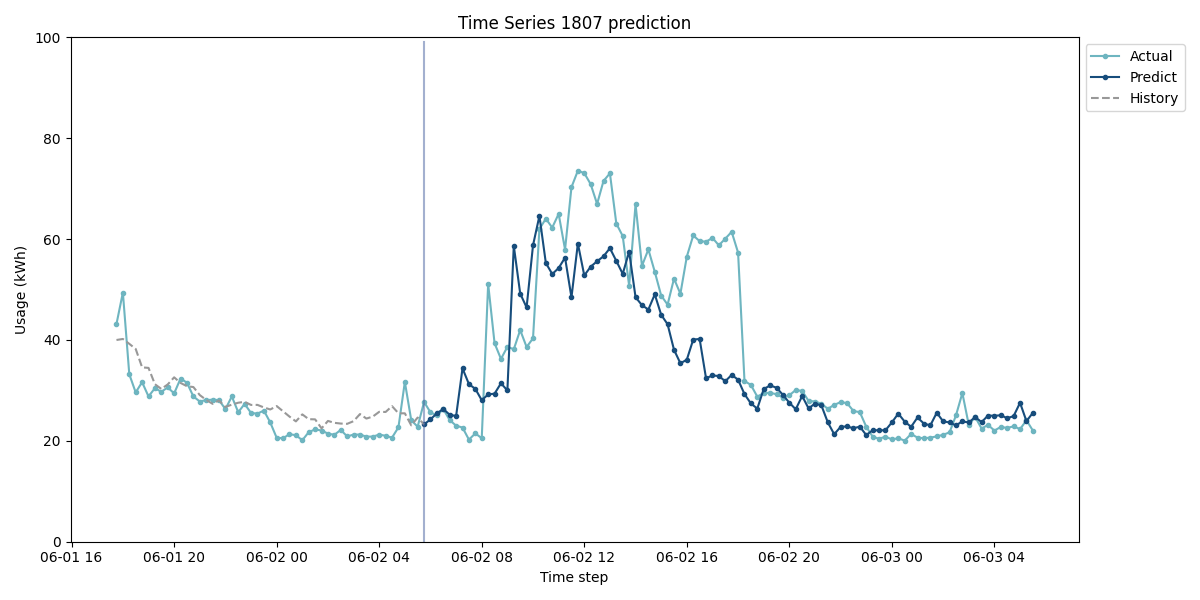 Time Series 1807 prediction
100
80
60
40
20
0
Usage (kWh)
06-01 16
06-01 20
06-02 00
06-02 04
06-02 08
06-02 12
06-02 16
06-02 20
06-03 00
06-03 04
Time step
Actual
Predict
History